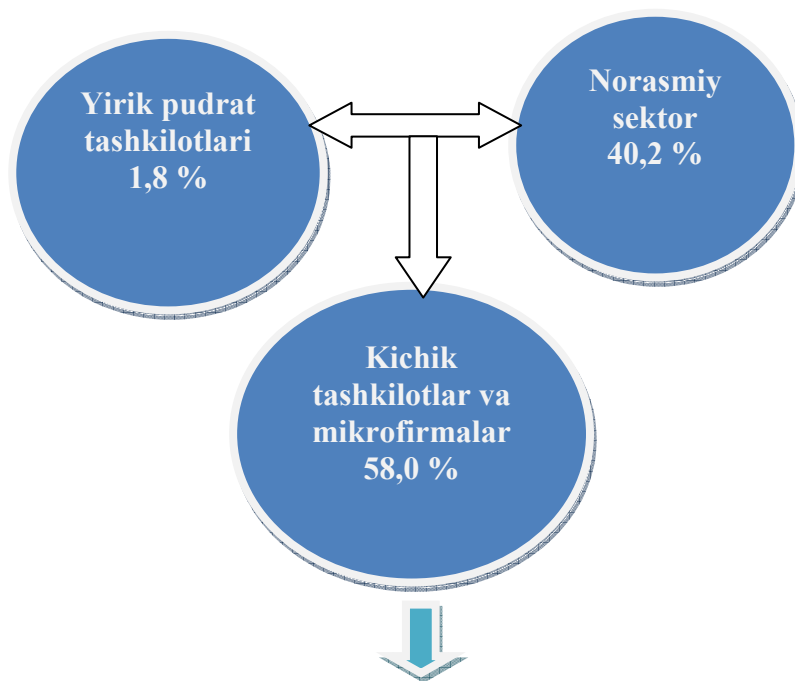 Yirik pudrat
tashkilotlari
1,8 %
Norasmiy
sektor
40,2 %
Kichik
tashkilotlar va
mikrofirmalar
58,0 %